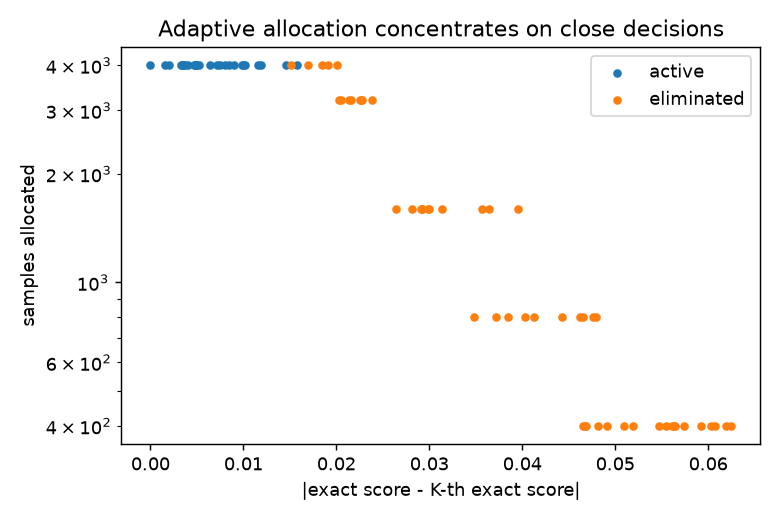 Adaptive allocation concentrates on close decisions
active
eliminated
samples allocated
4 × 10³
3 × 10³
2 × 10³
10³
6 × 10²
4 × 10²
0.00 0.01 0.02 0.03 0.04 0.05 0.06
|exact score - K-th exact score|